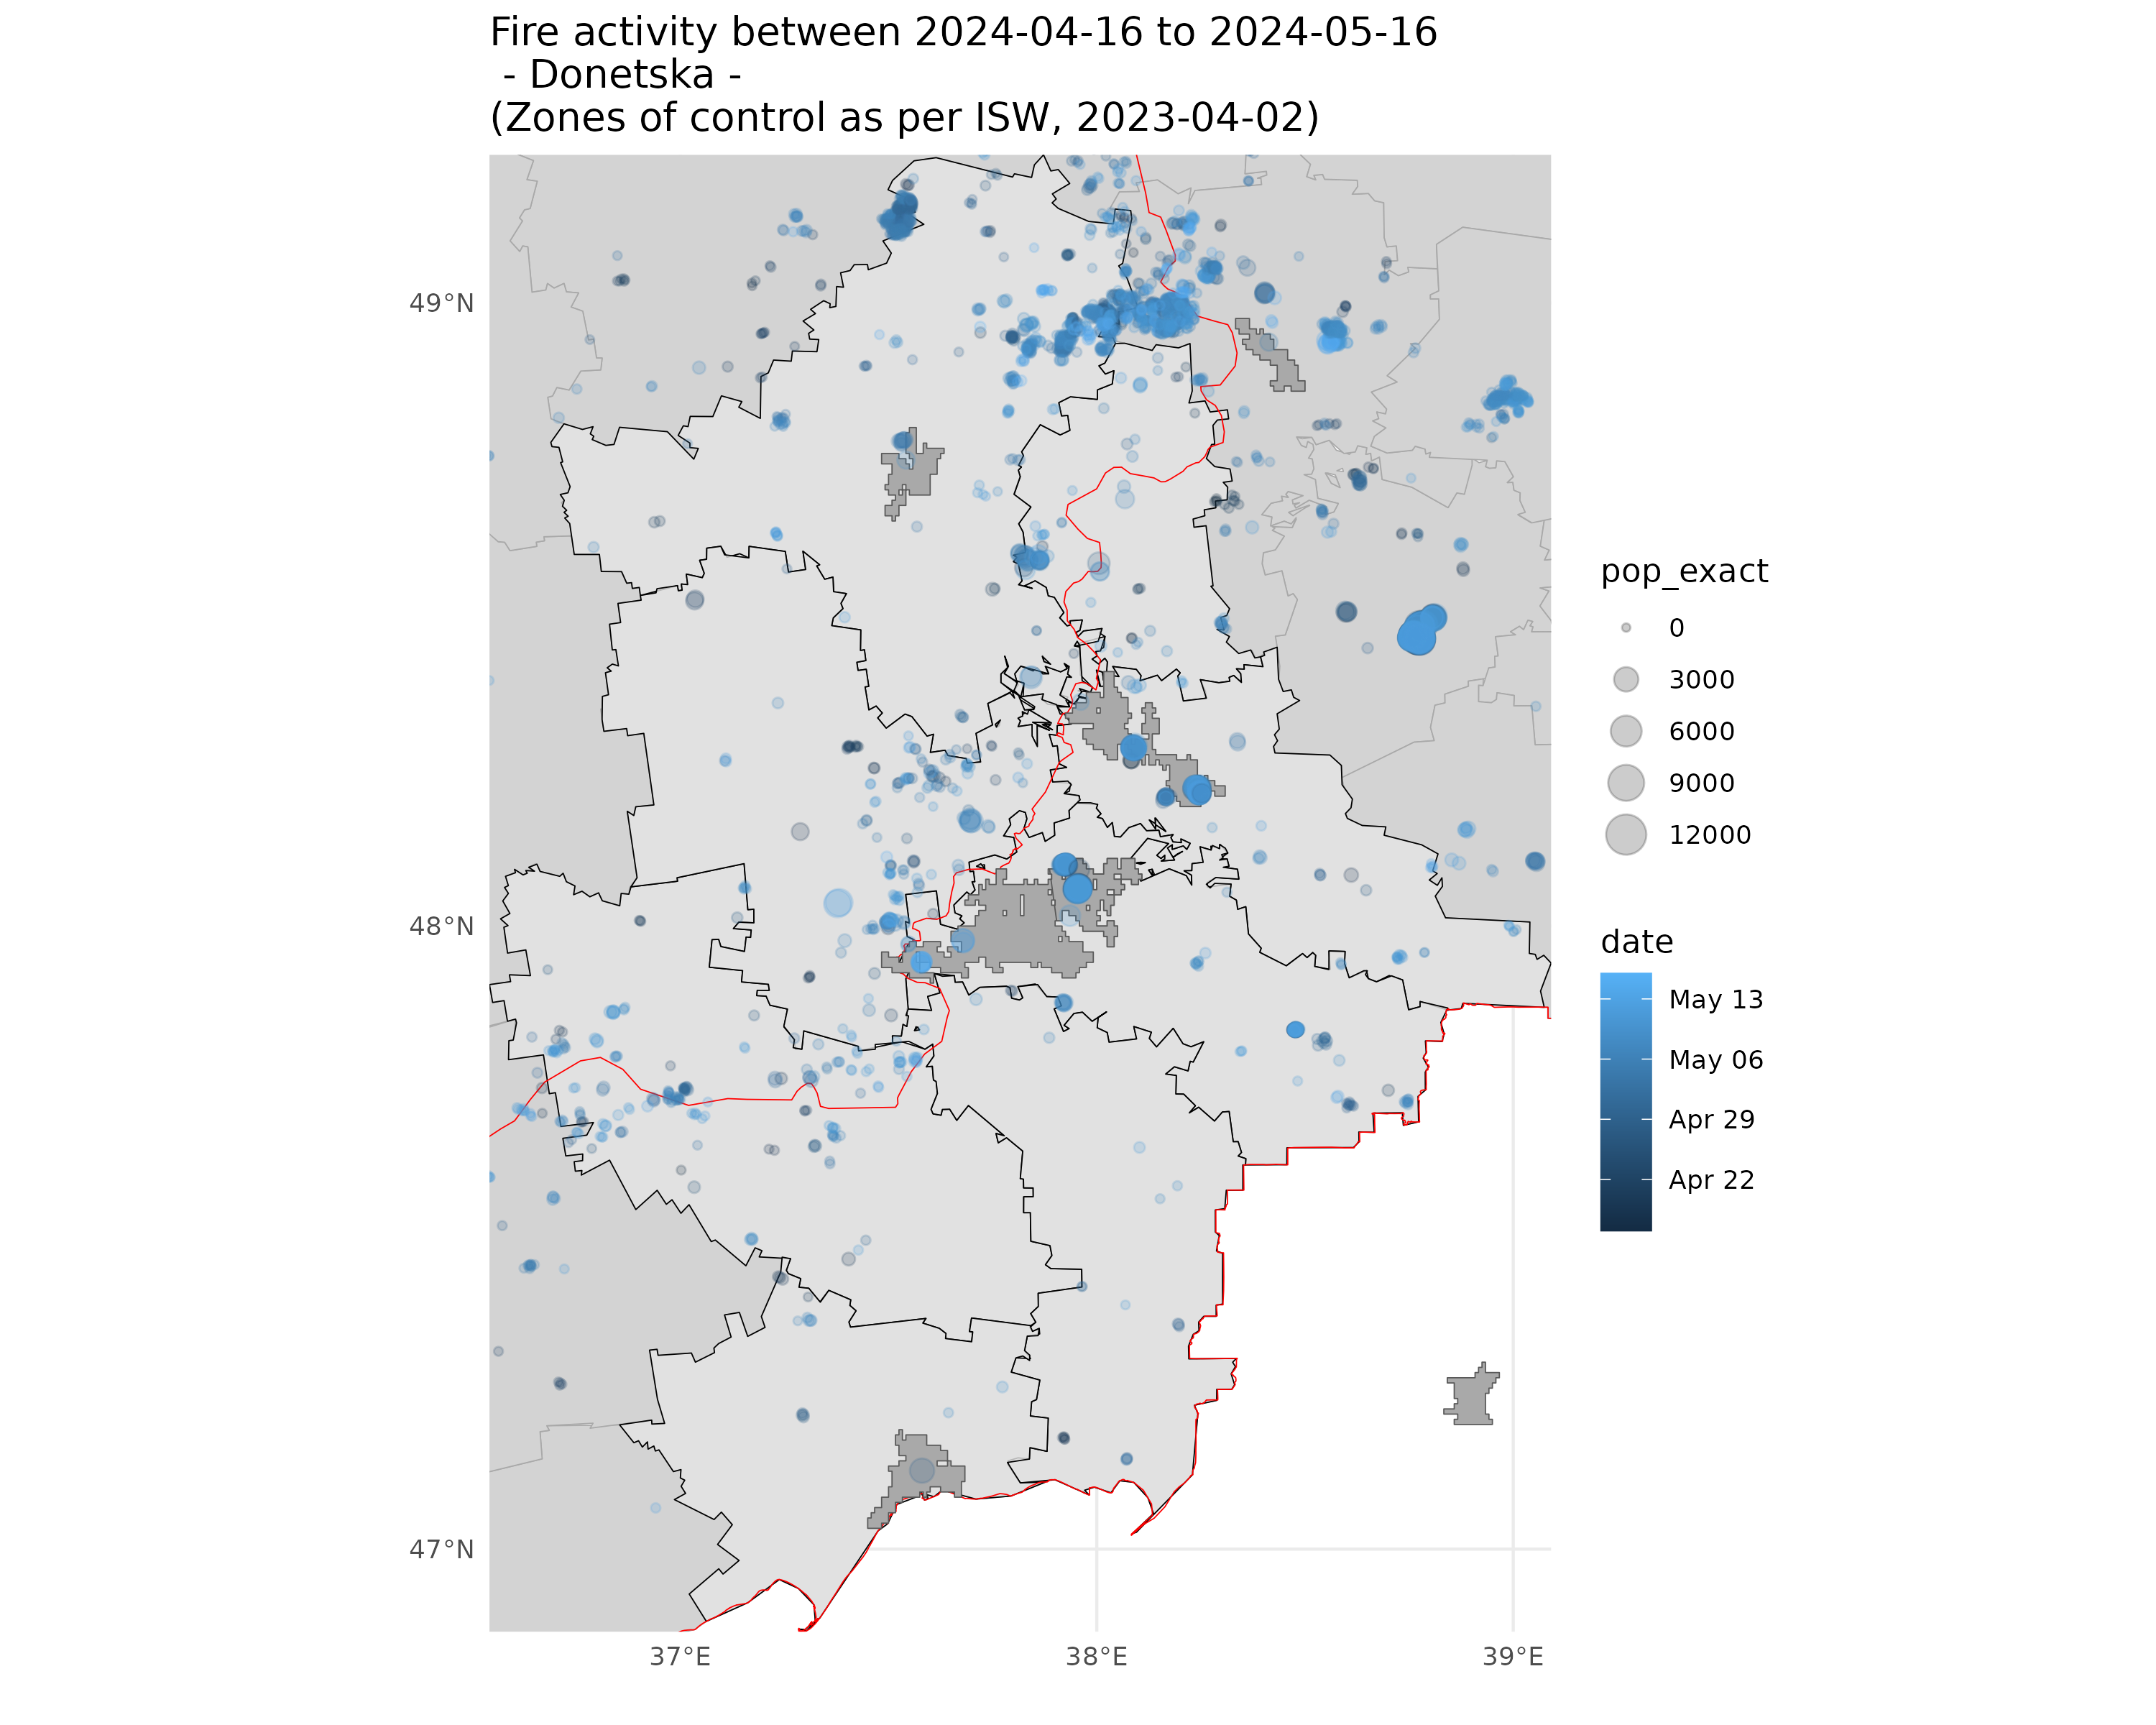 Fire activity between 2024-04-16 to 2024-05-16
- Donetska -
(Zones of control as per ISW, 2023-04-02)
49°N
48°N
47°N
37°E
38°E
39°E
pop_exact
0
3000
6000
9000
12000
date
May 13
May 06
Apr 29
Apr 22